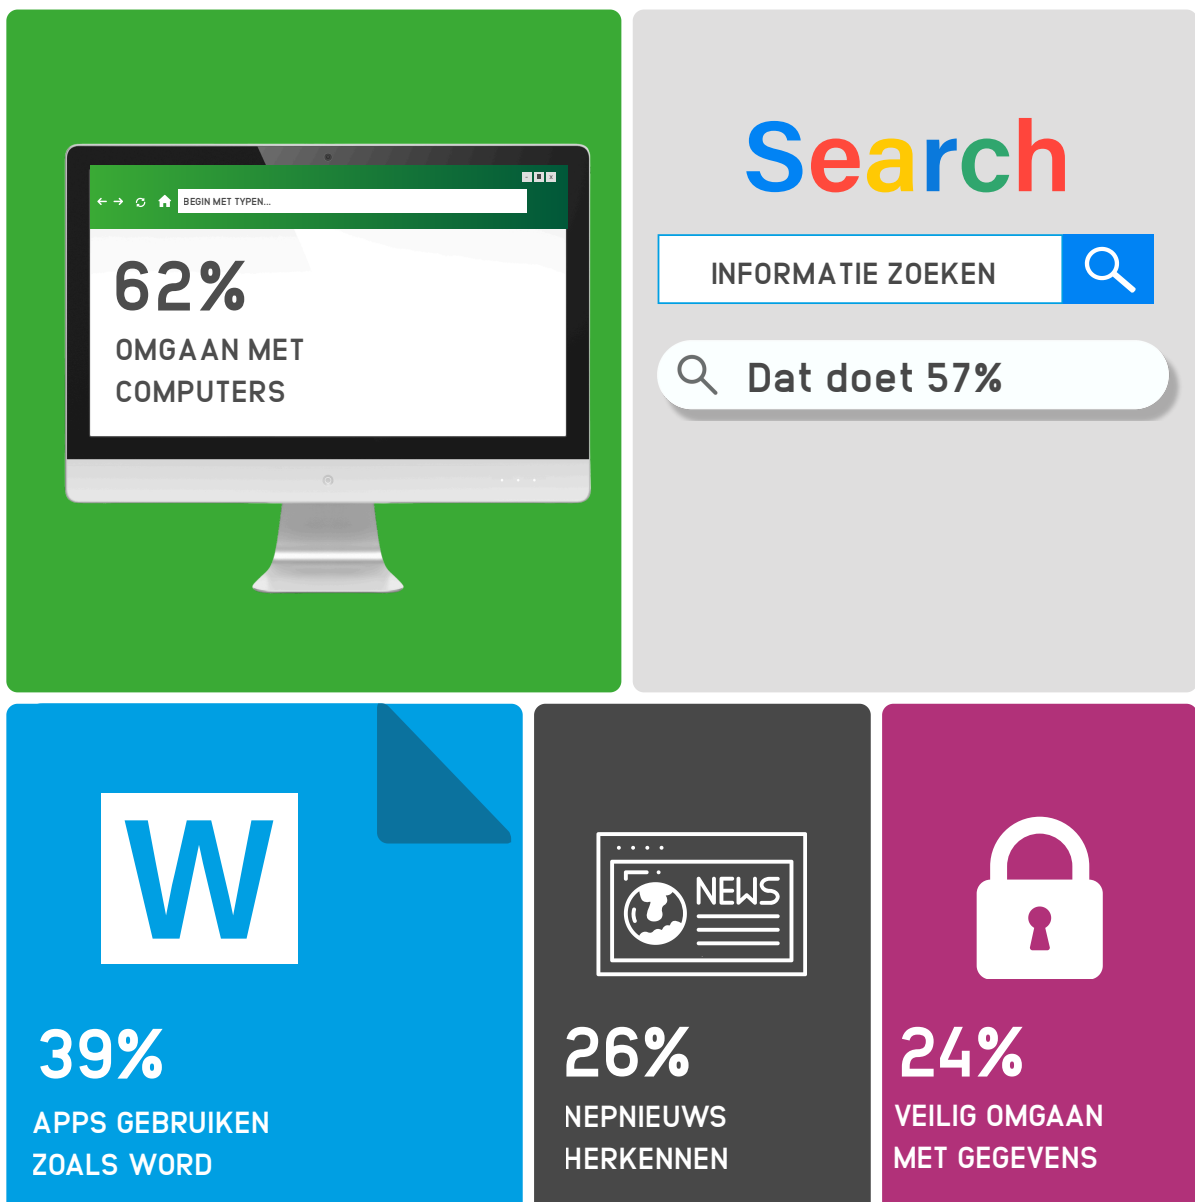 BEGIN MET TYPEN...
62%
OMGAAN MET
COMPUTERS
Search
INFORMATIE ZOEKEN
Dat doet 57%
W
39%
APPS GEBRUIKEN
ZOALS WORD
NEWS
26%
NEPNIEUWS
HERKENNEN
24%
VEILIG OMGAAN
MET GEGEVENS